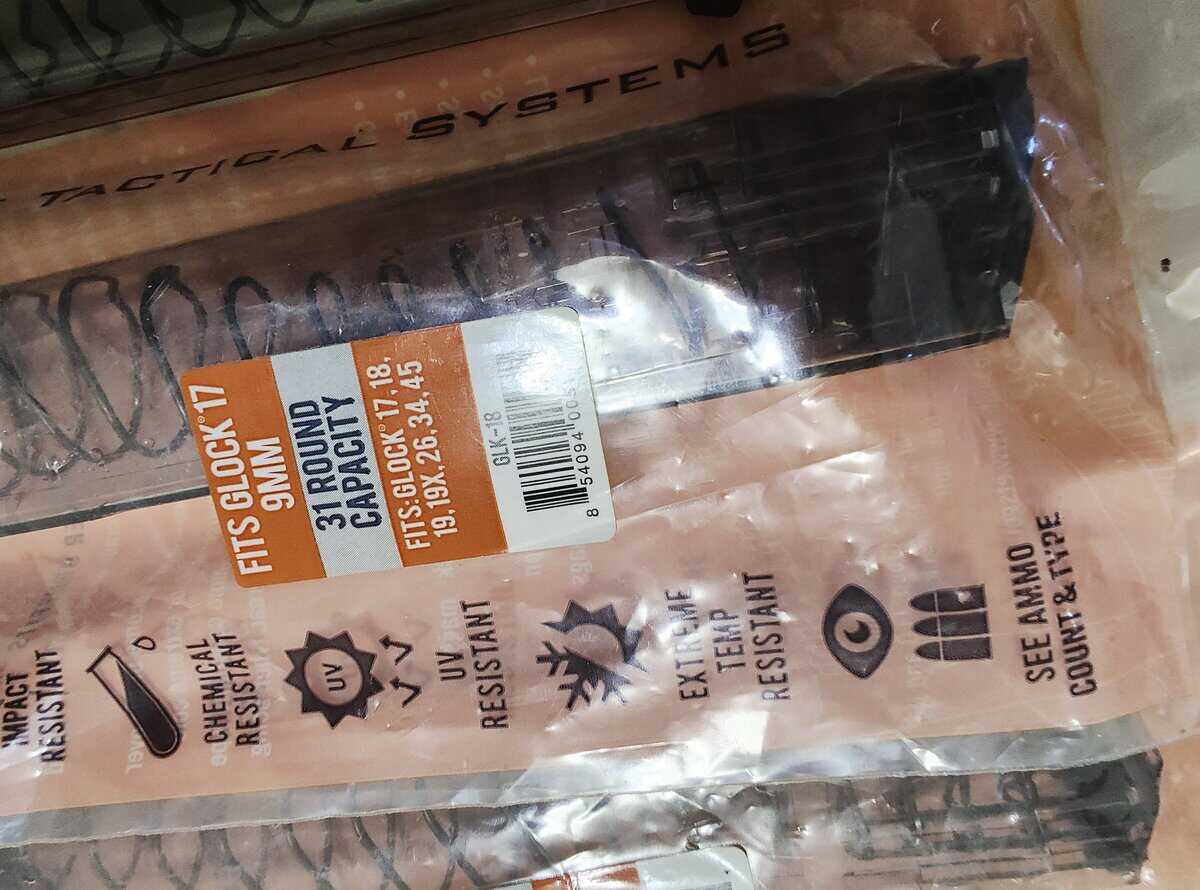 TACTICAL SYSTEMS
FITS GLOCK® 17
9MM
31 ROUND
CAPACITY
FITS: GLOCK® 17, 18,
19, 19X, 26, 34, 45
GLK-18
8 54094 00
IMPACT
RESISTANT
CHEMICAL
RESISTANT
UV
UV
RESISTANT
EXTREME
TEMP
RESISTANT
SEE AMMO
COUNT & TYPE